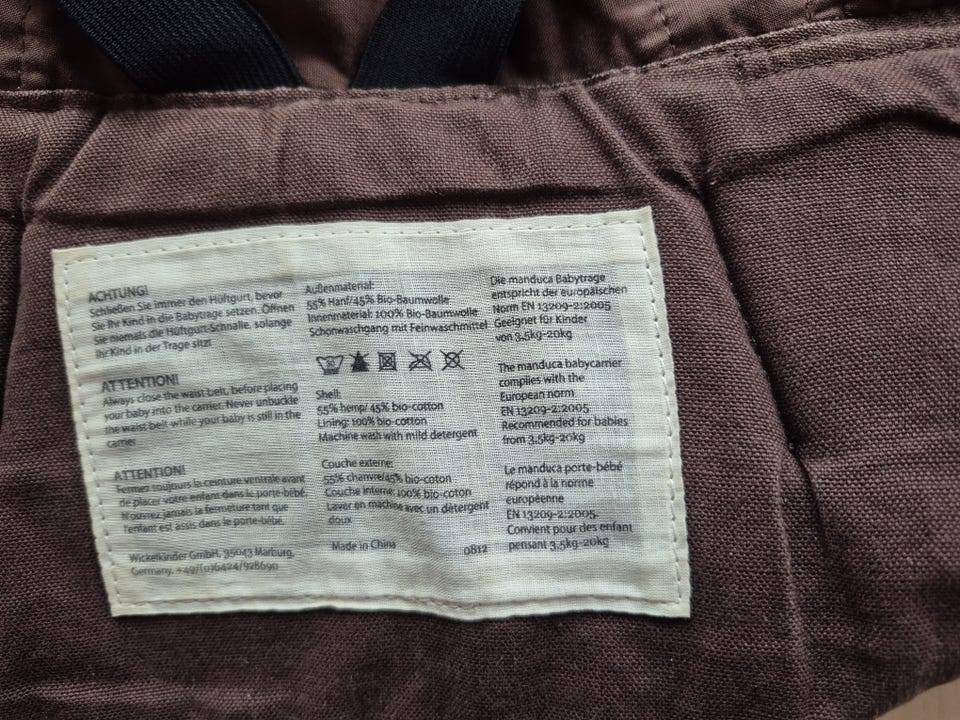 ACHTUNG!
Schließen Sie immer den Hüftgurt, bevor
Sie Ihr Kind in die Babytrage setzen. Öffnen
Sie niemals die Hüftgurt-Schnalle, solange
Ihr Kind in der Trage sitzt
ATTENTION!
Always close the waist belt, before placing
your baby into the carrier. Never unbuckle
the waist belt while your baby is still in the
carrier
ATTENTION!
Fermez toujours la ceinture ventrale avant
de placer votre enfant dans le porte-bébé.
N'ouvrez jamais la fermeture tant que
l'enfant est assis dans le porte-bébé.
Wickelkinder GmbH, 35043 Marburg,
Germany. +49/(0)6424/928690
Außenmaterial:
55% Hanf/45% Bio-Baumwolle
Innenmaterial: 100% Bio-Baumwolle
Schonwaschgang mit Feinwaschmittel
Shell:
55% hemp/ 45% bio-cotton
Lining: 100% bio-cotton
Machine wash with mild detergent
Couche externe:
55% chanvre/45% bio-coton
Couche interne: 100% bio-coton
Laver en machine avec un détergent
doux
Made in China 0812
Die manduca Babytrage
entspricht der europäischen
Norm EN 13209-2:2005
Geeignet für Kinder
von 3,5kg-20kg
The manduca babycarrier
complies with the
European norm
EN 13209-2:2005
Recommended for babies
from 3,5kg-20kg
Le manduca porte-bébé
répond à la norme
européenne
EN 13209-2:2005.
Convient pour des enfant
pensant 3,5kg-20kg